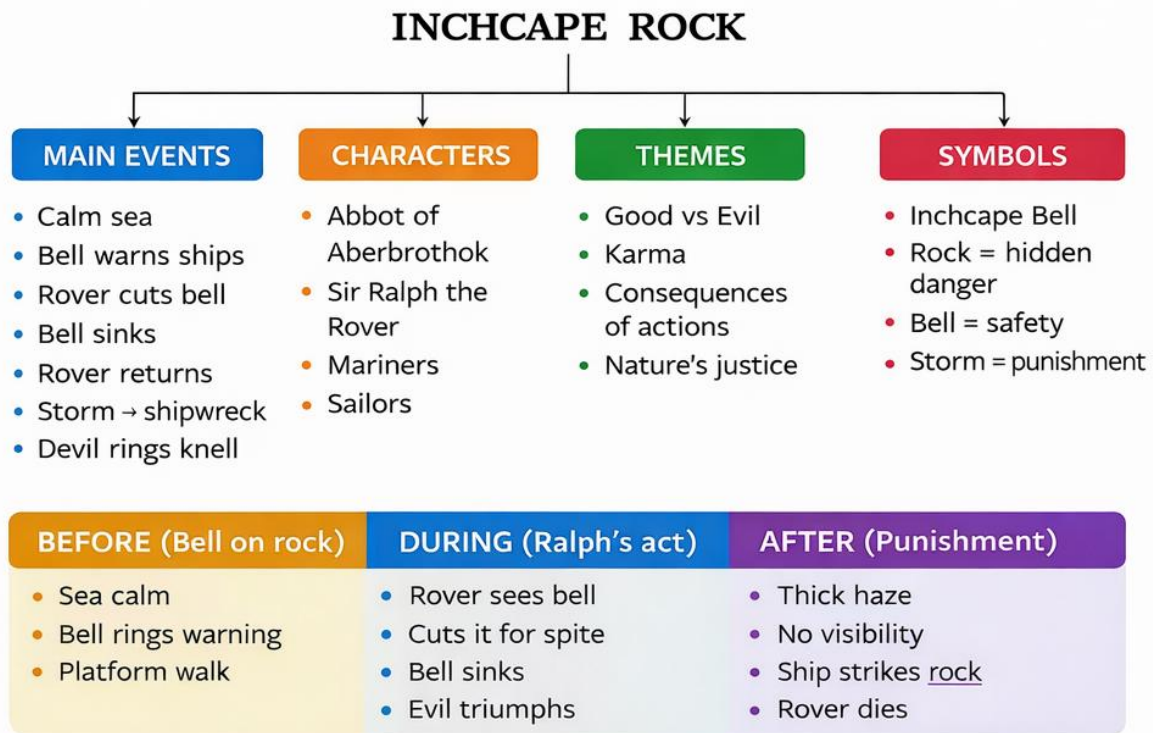 INCHCAPE ROCK
MAIN EVENTS
• Calm sea
• Bell warns ships
• Rover cuts bell
• Bell sinks
• Rover returns
• Storm → shipwreck
• Devil rings knell
CHARACTERS
• Abbot of
Aberbrothok
• Sir Ralph the
Rover
• Mariners
• Sailors
THEMES
• Good vs Evil
• Karma
• Consequences
of actions
• Nature's justice
SYMBOLS
• Inchcape Bell
• Rock = hidden
danger
• Bell = safety
• Storm = punishment
BEFORE (Bell on rock)
• Sea calm
• Bell rings warning
• Platform walk
DURING (Ralph's act)
• Rover sees bell
• Cuts it for spite
• Bell sinks
• Evil triumphs
AFTER (Punishment)
• Thick haze
• No visibility
• Ship strikes rock
• Rover dies